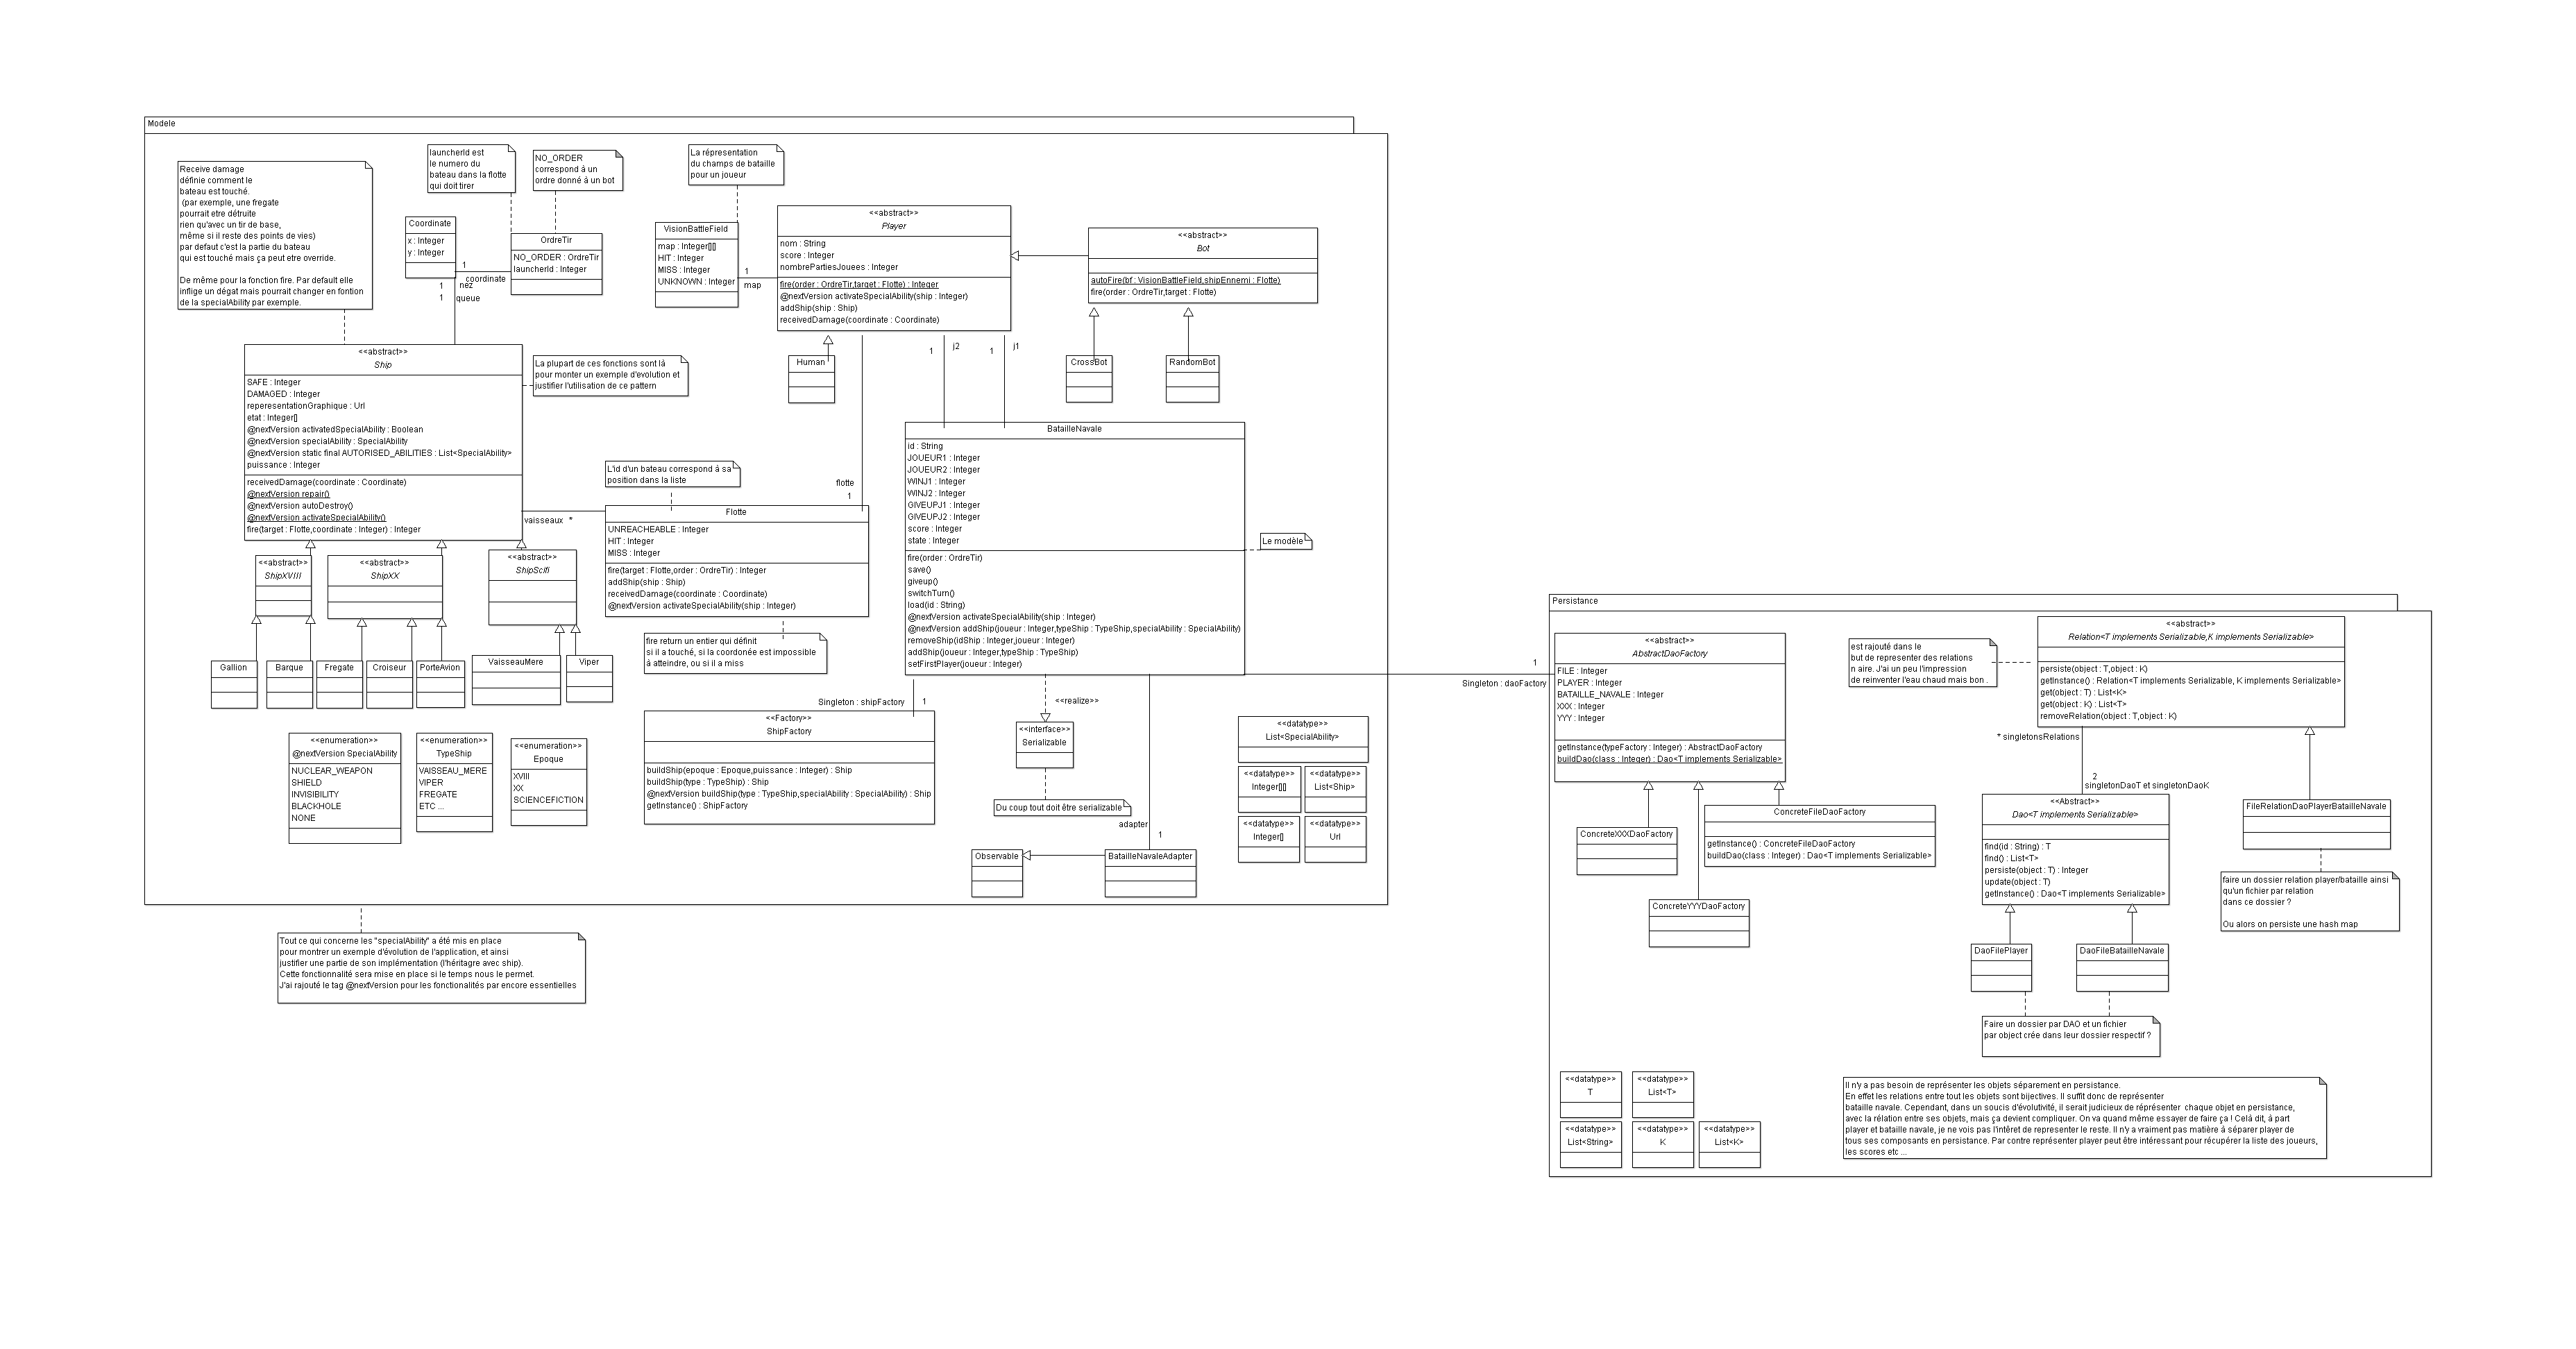 Modele
Receive damage
définie comment le
bateau est touché.
(par exemple, une fregate
pourrait etre détruite
rien qu'avec un tir de base,
même si il reste des points de vies)
par defaut c'est la partie du bateau
qui est touché mais ça peut etre override.
De même pour la fonction fire. Par default elle
inflige un dégat mais pourrait changer en fontion
de la specialAbility par exemple.
launcherId est
le numero du
bateau dans la flotte
qui doit tirer
NO_ORDER
correspond à un
ordre donné à un bot
La répresentation
du champs de bataille
pour un joueur
Coordinate
x : Integer
y : Integer
OrdreTir
NO_ORDER : OrdreTir
launcherId : Integer
1
coordinate
1
nez
1
queue
VisionBattleField
map : Integer[][]
HIT : Integer
MISS : Integer
UNKNOWN : Integer
1
map
<<abstract>>
Player
nom : String
score : Integer
nombrePartiesJouees : Integer
fire(order : OrdreTir,target : Flotte) : Integer
@nextVersion activateSpecialAbility(ship : Integer)
addShip(ship : Ship)
receivedDamage(coordinate : Coordinate)
<<abstract>>
Bot
autoFire(bf : VisionBattleField,shipEnnemi : Flotte)
fire(order : OrdreTir,target : Flotte)
Human
1
j2
1
j1
CrossBot
RandomBot
<<abstract>>
Ship
SAFE : Integer
DAMAGED : Integer
reperesentationGraphique : Url
etat : Integer[]
@nextVersion activatedSpecialAbility : Boolean
@nextVersion specialAbility : SpecialAbility
@nextVersion static final AUTORISED_ABILITIES : List<SpecialAbility>
puissance : Integer
receivedDamage(coordinate : Coordinate)
@nextVersion repair()
@nextVersion autoDestroy()
@nextVersion activateSpecialAbility()
fire(target : Flotte,coordinate : Integer) : Integer
La plupart de ces fonctions sont là
pour monter un exemple d'evolution et
justifier l'utilisation de ce pattern
L'id d'un bateau correspond à sa
position dans la liste
flotte
1
vaisseaux *
Flotte
UNREACHEABLE : Integer
HIT : Integer
MISS : Integer
fire(target : Flotte,order : OrdreTir) : Integer
addShip(ship : Ship)
receivedDamage(coordinate : Coordinate)
@nextVersion activateSpecialAbility(ship : Integer)
BatailleNavale
id : String
JOUEUR1 : Integer
JOUEUR2 : Integer
WINJ1 : Integer
WINJ2 : Integer
GIVEUPJ1 : Integer
GIVEUPJ2 : Integer
score : Integer
state : Integer
fire(order : OrdreTir)
save()
giveup()
switchTurn()
load(id : String)
@nextVersion activateSpecialAbility(ship : Integer)
@nextVersion addShip(joueur : Integer,typeShip : TypeShip,specialAbility : SpecialAbility)
removeShip(idShip : Integer,joueur : Integer)
addShip(joueur : Integer,typeShip : TypeShip)
setFirstPlayer(joueur : Integer)
Le modèle
<<abstract>>
ShipXVIII
<<abstract>>
ShipXX
<<abstract>>
ShipScifi
fire return un entier qui définit
si il a touché, si la coordonée est impossible
à atteindre, ou si il a miss
Gallion
Barque
Fregate
Croiseur
PorteAvion
VaisseauMere
Viper
Singleton : shipFactory
1
<<realize>>
<<Factory>>
ShipFactory
buildShip(epoque : Epoque,puissance : Integer) : Ship
buildShip(type : TypeShip) : Ship
@nextVersion buildShip(type : TypeShip,specialAbility : SpecialAbility) : Ship
getInstance() : ShipFactory
<<interface>>
Serializable
Du coup tout doit être serializable
adapter
1
Observable
BatailleNavaleAdapter
<<enumeration>>
@nextVersion SpecialAbility
NUCLEAR_WEAPON
SHIELD
INVISIBILITY
BLACKHOLE
NONE
<<enumeration>>
TypeShip
VAISSEAU_MERE
VIPER
FREGATE
ETC ...
<<enumeration>>
Epoque
XVIII
XX
SCIENCEFICTION
<<datatype>>
List<SpecialAbility>
<<datatype>>
Integer[][]
<<datatype>>
List<Ship>
<<datatype>>
Integer[]
<<datatype>>
Url
Tout ce qui concerne les "specialAbility" a été mis en place
pour montrer un exemple d'évolution de l'application, et ainsi
justifier une partie de son implémentation (l'héritagre avec ship).
Cette fonctionnalité sera mise en place si le temps nous le permet.
J'ai rajouté le tag @nextVersion pour les fonctionalités par encore essentielles
1
Singleton : daoFactory
Persistance
<<abstract>>
AbstractDaoFactory
FILE : Integer
PLAYER : Integer
BATAILLE_NAVALE : Integer
XXX : Integer
YYY : Integer
getInstance(typeFactory : Integer) : AbstractDaoFactory
buildDao(class : Integer) : Dao<T implements Serializable>
est rajouté dans le
but de representer des relations
n aire. J'ai un peu l'impression
de reinventer l'eau chaud mais bon .
<<abstract>>
Relation<T implements Serializable,K implements Serializable>
persiste(object : T,object : K)
getInstance() : Relation<T implements Serializable, K implements Serializable>
get(object : T) : List<K>
get(object : K) : List<T>
removeRelation(object : T,object : K)
* singletonsRelations
2
singletonDaoT et singletonDaoK
ConcreteXXXDaoFactory
ConcreteFileDaoFactory
getInstance() : ConcreteFileDaoFactory
buildDao(class : Integer) : Dao<T implements Serializable>
ConcreteYYYDaoFactory
<<Abstract>>
Dao<T implements Serializable>
find(id : String) : T
find() : List<T>
persiste(object : T) : Integer
update(object : T)
getInstance() : Dao<T implements Serializable>
FileRelationDaoPlayerBatailleNavale
faire un dossier relation player/bataille ainsi
qu'un fichier par relation
dans ce dossier ?
Ou alors on persiste une hash map
DaoFilePlayer
DaoFileBatailleNavale
Faire un dossier par DAO et un fichier
par object crée dans leur dossier respectif ?
<<datatype>>
T
<<datatype>>
List<T>
<<datatype>>
List<String>
<<datatype>>
K
<<datatype>>
List<K>
Il n'y a pas besoin de représenter les objets séparement en persistance.
En effet les relations entre tout les objets sont bijectives. Il suffit donc de représenter
bataille navale. Cependant, dans un soucis d'évolutivité, il serait judicieux de réprésenter chaque objet en persistance,
avec la rélation entre ses objets, mais ça devient compliquer. On va quand même essayer de faire ça ! Celà dit, à part
player et bataille navale, je ne vois pas l'intêret de representer le reste. Il n'y a vraiment pas matière à séparer player de
tous ses composants en persistance. Par contre représenter player peut être intéressant pour récupérer la liste des joueurs,
les scores etc ...